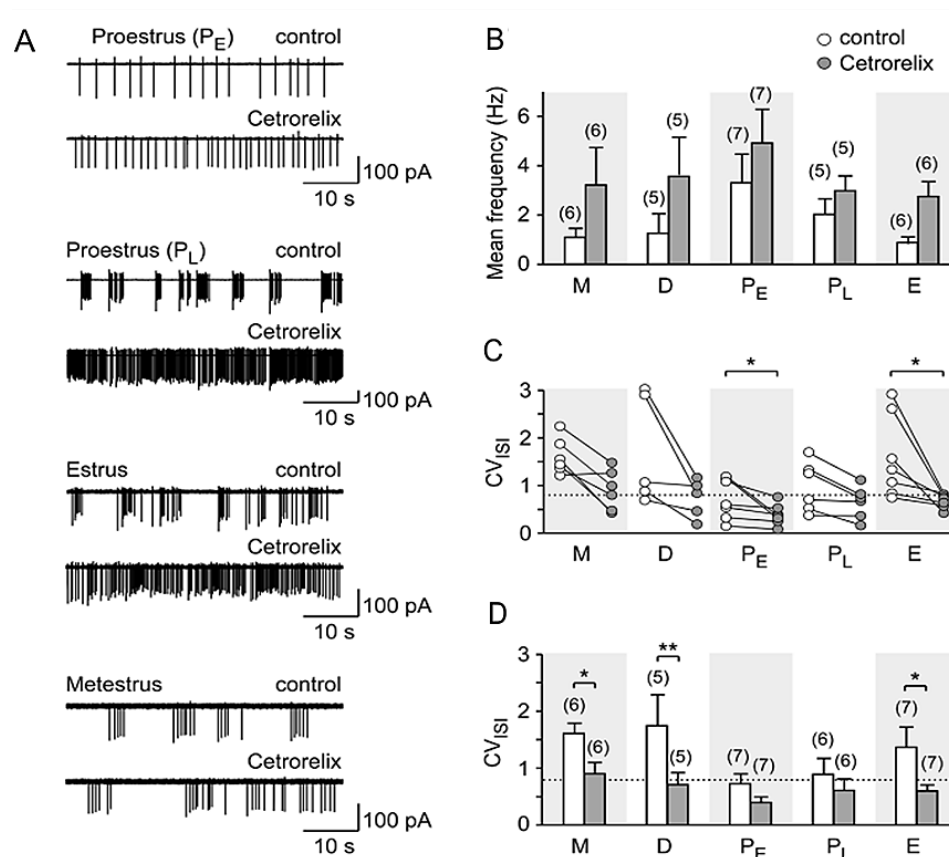 A
Proestrus (PE) control
Cetrorelix
100 pA
10 s
Proestrus (PL) control
Cetrorelix
100 pA
10 s
Estrus control
Cetrorelix
100 pA
10 s
Metestrus control
Cetrorelix
100 pA
10 s
B
control
Cetrorelix
Mean frequency (Hz)
6
4
2
0
(6) (6) (5) (5) (7) (7) (5) (5) (6) (6)
M D PE PL E
C
* *
CVISI
3
2
1
0
M D PE PL E
D
* ** *
CVISI
3
2
1
0
(6) (6) (5) (5) (7) (7) (6) (6) (7) (7)
M D PE PL E